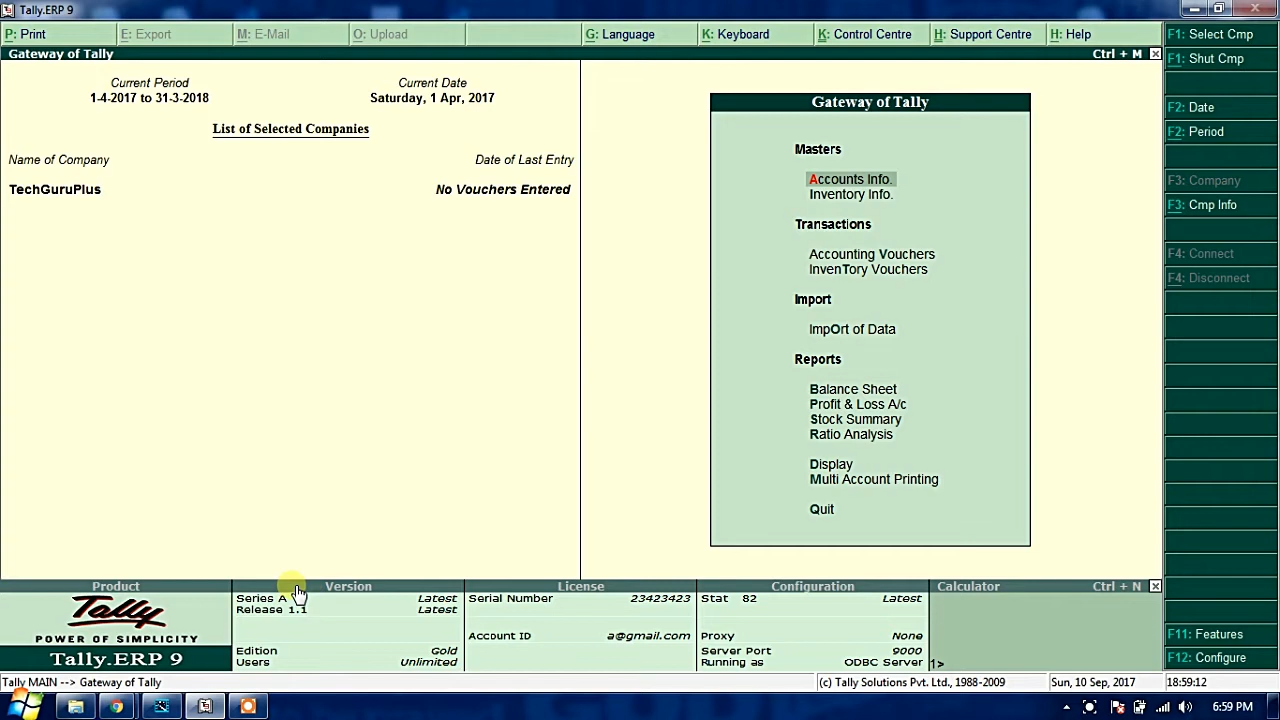 Tally.ERP 9
P: Print
E: Export
M: E-Mail
O: Upload
G: Language
K: Keyboard
K: Control Centre
H: Support Centre
H: Help
Gateway of Tally
Ctrl + M
Current Period
1-4-2017 to 31-3-2018
Current Date
Saturday, 1 Apr, 2017
List of Selected Companies
Name of Company
Date of Last Entry
TechGuruPlus
No Vouchers Entered
Gateway of Tally
Masters
Accounts Info.
Inventory Info.
Transactions
Accounting Vouchers
InvenTory Vouchers
Import
ImpOrt of Data
Reports
Balance Sheet
Profit & Loss A/c
Stock Summary
Ratio Analysis
Display
Multi Account Printing
Quit
F1: Select Cmp
F1: Shut Cmp
F2: Date
F2: Period
F3: Company
F3: Cmp Info
F4: Connect
F4: Disconnect
F11: Features
F12: Configure
Product
Tally
POWER OF SIMPLICITY
Tally.ERP 9
Version
Series A Latest
Release 1.1 Latest
Edition Gold
Users Unlimited
License
Serial Number 23423423
Account ID a@gmail.com
Configuration
Stat 82 Latest
Proxy None
Server Port 9000
Running as ODBC Server
Calculator Ctrl + N
1>
Tally MAIN --> Gateway of Tally
(c) Tally Solutions Pvt. Ltd., 1988-2009
Sun, 10 Sep, 2017
18:59:12
6:59 PM